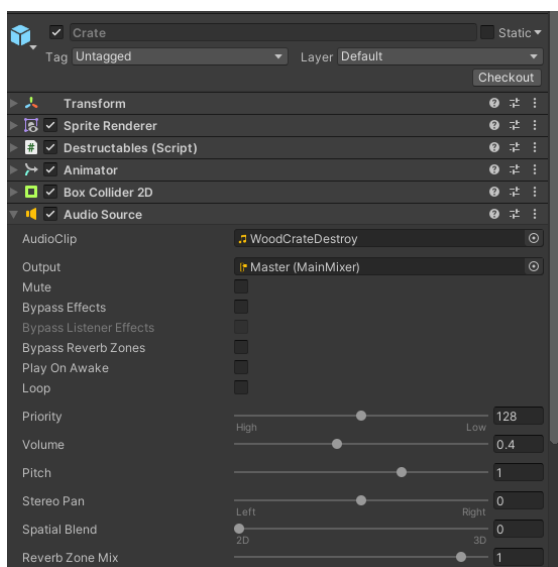 Crate Static
Tag Untagged Layer Default
Checkout
Transform
Sprite Renderer
# Destructables (Script)
Animator
Box Collider 2D
Audio Source
AudioClip WoodCrateDestroy
Output Master (MainMixer)
Mute
Bypass Effects
Bypass Listener Effects
Bypass Reverb Zones
Play On Awake
Loop
Priority 128
High Low
Volume 0.4
Pitch 1
Stereo Pan 0
Left Right
Spatial Blend 0
2D 3D
Reverb Zone Mix 1